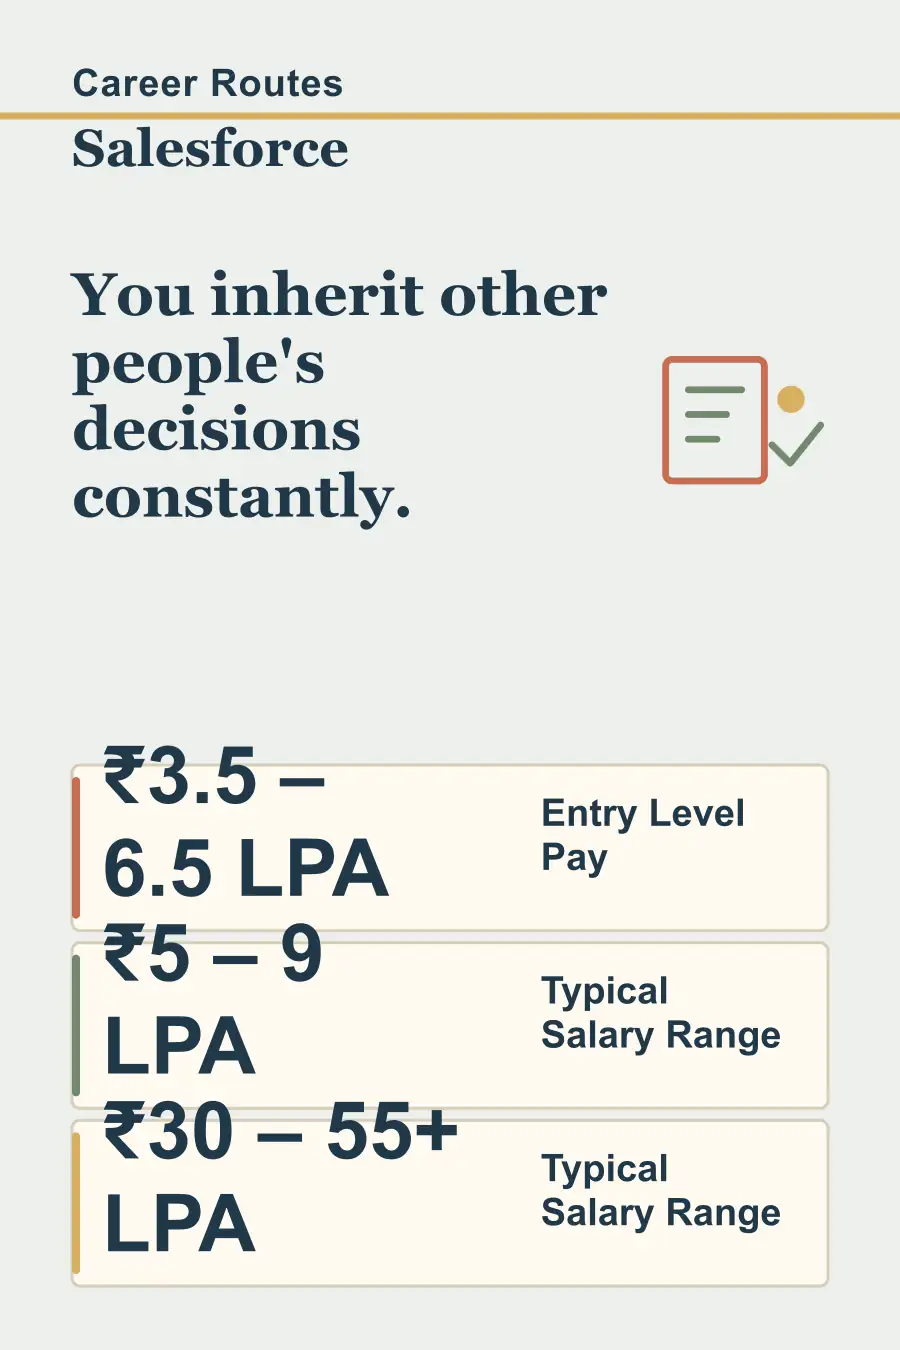 Career Routes
Salesforce
You inherit other
people's
decisions
constantly.
₹3.5 –
6.5 LPA
Entry Level
Pay
₹5 – 9
LPA
Typical
Salary Range
₹30 – 55+
LPA
Typical
Salary Range